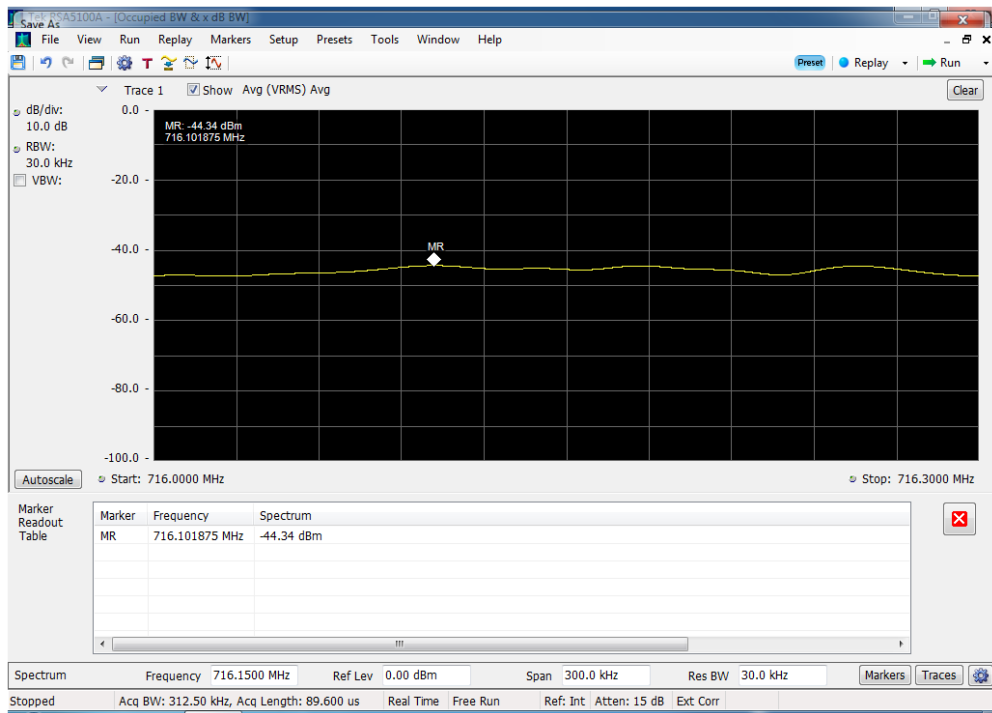 Tek RSA5100A - [Occupied BW & x dB BW]
Save As
File View Run Replay Markers Setup Presets Tools Window Help
T Preset Replay Run
Trace 1 Show Avg (VRMS) Avg Clear
dB/div:
10.0 dB
RBW:
30.0 kHz
VBW:
0.0
MR: -44.34 dBm
716.101875 MHz
-20.0
-40.0
MR
-60.0
-80.0
-100.0
Autoscale Start: 716.0000 MHz Stop: 716.3000 MHz
Marker
Readout
Table
Marker Frequency Spectrum
MR 716.101875 MHz -44.34 dBm
Spectrum Frequency 716.1500 MHz Ref Lev 0.00 dBm Span 300.0 kHz Res BW 30.0 kHz Markers Traces
Stopped Acq BW: 312.50 kHz, Acq Length: 89.600 us Real Time Free Run Ref: Int Atten: 15 dB Ext Corr